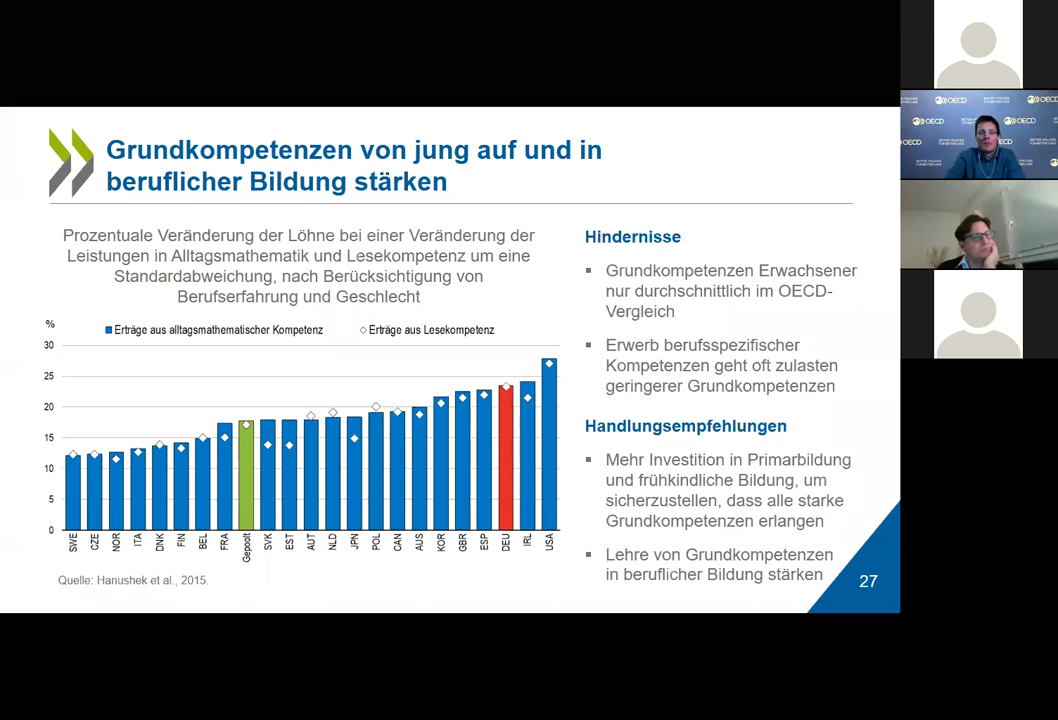 Grundkompetenzen von jung auf und in
beruflicher Bildung stärken
Prozentuale Veränderung der Löhne bei einer Veränderung der
Leistungen in Alltagsmathematik und Lesekompetenz um eine
Standardabweichung, nach Berücksichtigung von
Berufserfahrung und Geschlecht
%
Erträge aus alltagsmathematischer Kompetenz
Erträge aus Lesekompetenz
30
25
20
15
10
5
0
SWE
CZE
NOR
ITA
DNK
FIN
BEL
FRA
Gepoolt
SVK
EST
AUT
NLD
JPN
POL
CAN
AUS
KOR
GBR
ESP
DEU
IRL
USA
Quelle: Hanushek et al., 2015.
Hindernisse
Grundkompetenzen Erwachsener
nur durchschnittlich im OECD-
Vergleich
Erwerb berufsspezifischer
Kompetenzen geht oft zulasten
geringerer Grundkompetenzen
Handlungsempfehlungen
Mehr Investition in Primarbildung
und frühkindliche Bildung, um
sicherzustellen, dass alle starke
Grundkompetenzen erlangen
Lehre von Grundkompetenzen
in beruflicher Bildung stärken
27
OECD
OECD
OECD
OECD
OECD